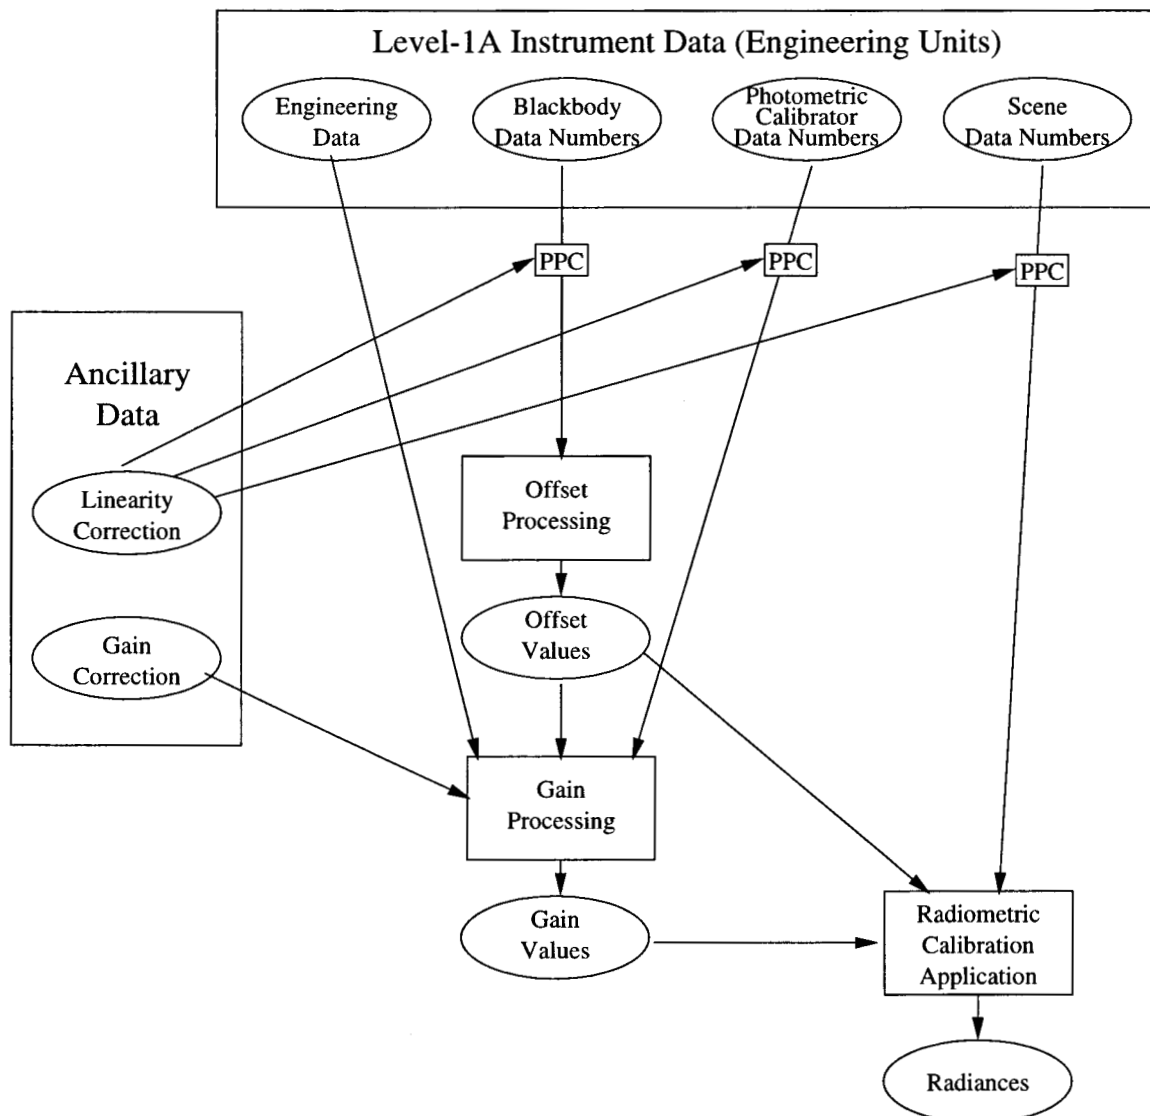 Level-1A Instrument Data (Engineering Units)
Engineering
Data
Blackbody
Data Numbers
Photometric
Calibrator
Data Numbers
Scene
Data Numbers
PPC
PPC
PPC
Ancillary
Data
Linearity
Correction
Gain
Correction
Offset
Processing
Offset
Values
Gain
Processing
Gain
Values
Radiometric
Calibration
Application
Radiances